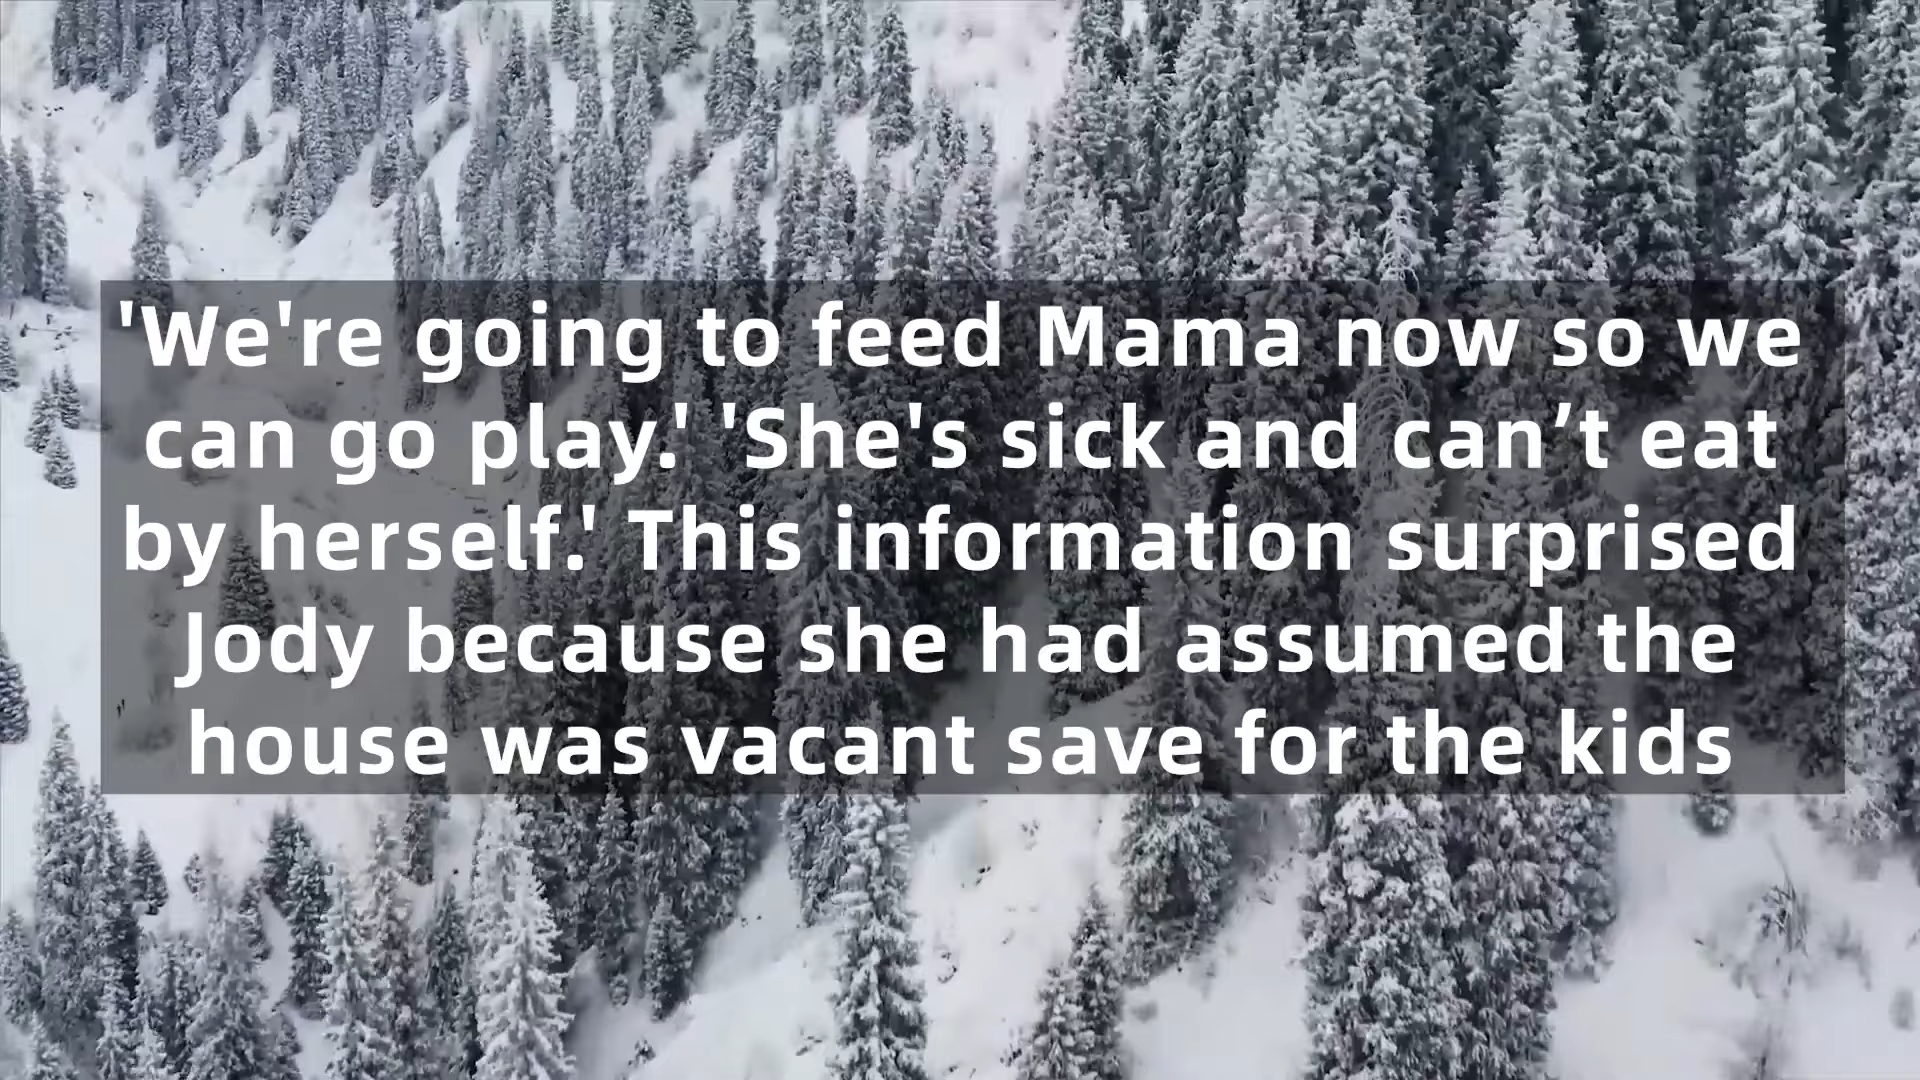 'We're going to feed Mama now so we
can go play.' 'She's sick and can’t eat
by herself.' This information surprised
Jody because she had assumed the
house was vacant save for the kids